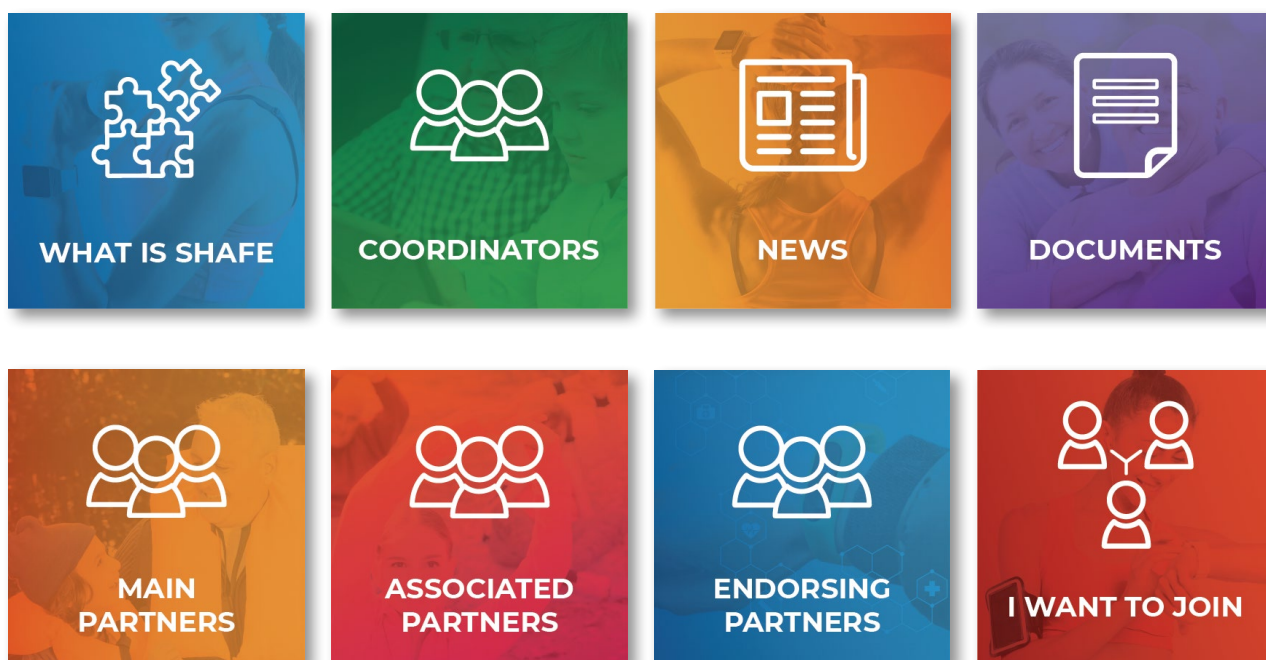 WHAT IS SHAFE
COORDINATORS
NEWS
DOCUMENTS
MAIN
PARTNERS
ASSOCIATED
PARTNERS
ENDORSING
PARTNERS
I WANT TO JOIN